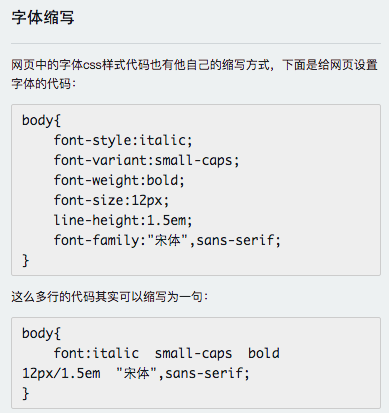 字体缩写
网页中的字体css样式代码也有他自己的缩写方式，下面是给网页设置
字体的代码：
body{
    font-style:italic;
    font-variant:small-caps;
    font-weight:bold;
    font-size:12px;
    line-height:1.5em;
    font-family:"宋体",sans-serif;
}
这么多行的代码其实可以缩写为一句：
body{
    font:italic  small-caps  bold
12px/1.5em  "宋体",sans-serif;
}